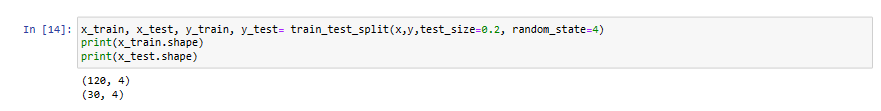 In [14]: x_train, x_test, y_train, y_test= train_test_split(x,y,test_size=0.2, random_state=4)
print(x_train.shape)
print(x_test.shape)
(120, 4)
(30, 4)